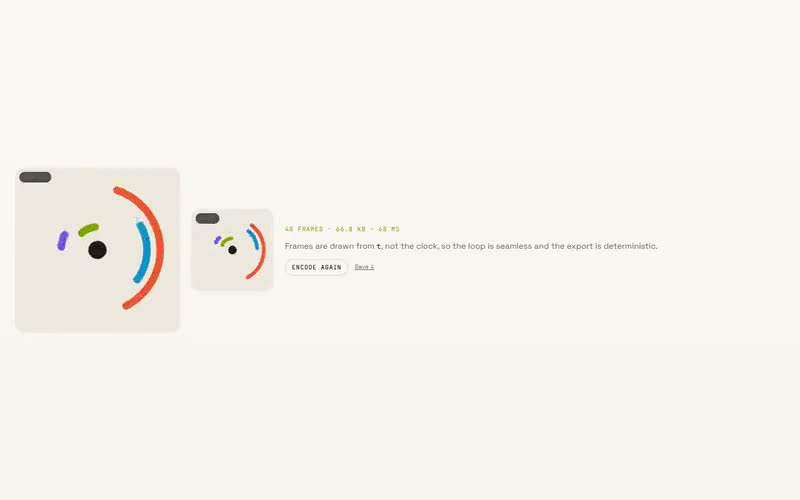 40 FRAMES · 66.8 KB · 68 MS
Frames are drawn from t, not the clock, so the loop is seamless and the export is deterministic.
ENCODE AGAIN
Save ↓